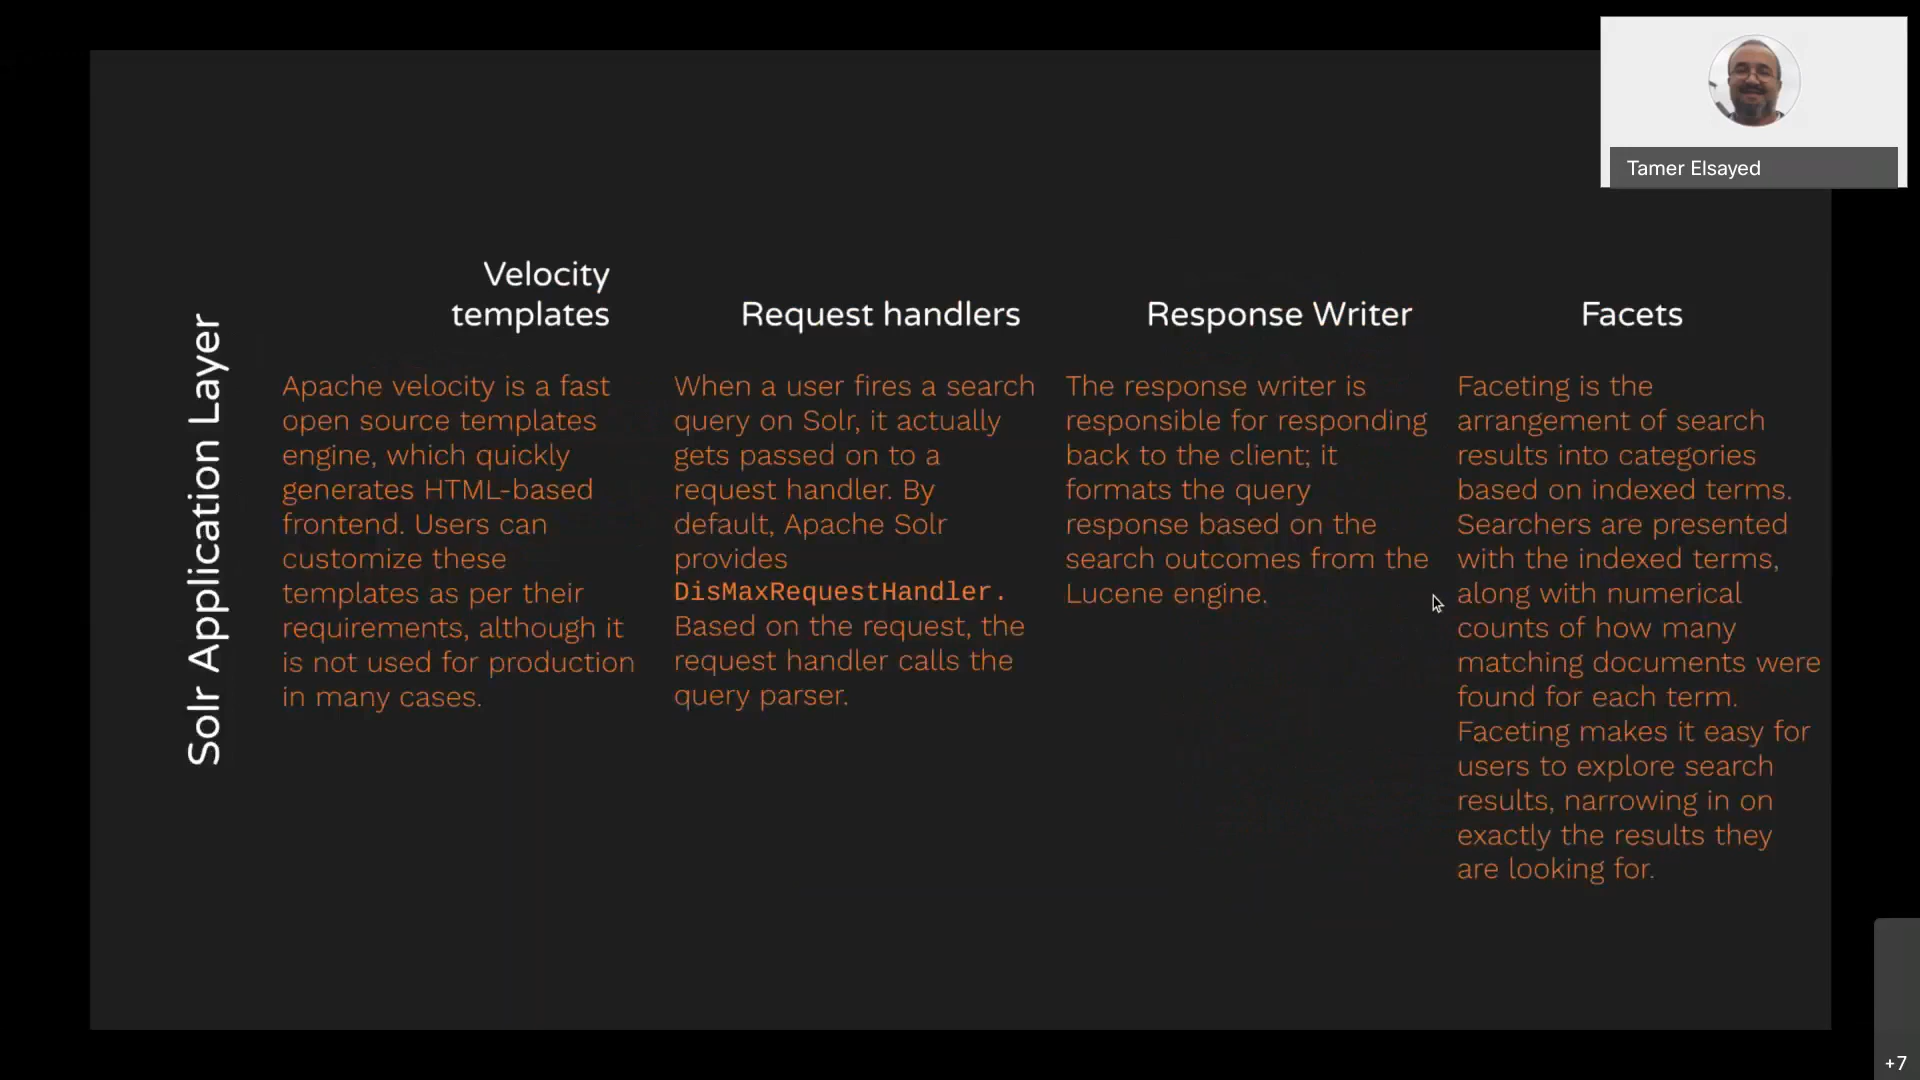 Tamer Elsayed
Solr Application Layer
Velocity
templates
Apache velocity is a fast
open source templates
engine, which quickly
generates HTML-based
frontend. Users can
customize these
templates as per their
requirements, although it
is not used for production
in many cases.
Request handlers
When a user fires a search
query on Solr, it actually
gets passed on to a
request handler. By
default, Apache Solr
provides
DisMaxRequestHandler.
Based on the request, the
request handler calls the
query parser.
Response Writer
The response writer is
responsible for responding
back to the client; it
formats the query
response based on the
search outcomes from the
Lucene engine.
Facets
Faceting is the
arrangement of search
results into categories
based on indexed terms.
Searchers are presented
with the indexed terms,
along with numerical
counts of how many
matching documents were
found for each term.
Faceting makes it easy for
users to explore search
results, narrowing in on
exactly the results they
are looking for.
+7